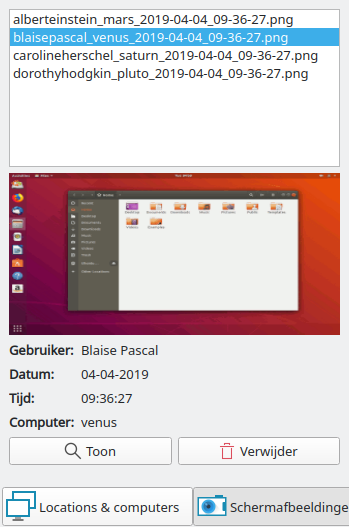 alberteinstein_mars_2019-04-04_09-36-27.png
blaisepascal_venus_2019-04-04_09-36-27.png
carolineherschel_saturn_2019-04-04_09-36-27.png
dorothyhodgkin_pluto_2019-04-04_09-36-27.png
Gebruiker: Blaise Pascal
Datum: 04-04-2019
Tijd: 09:36:27
Computer: venus
Toon
Verwijder
Locations & computers
Schermafbeeldinge